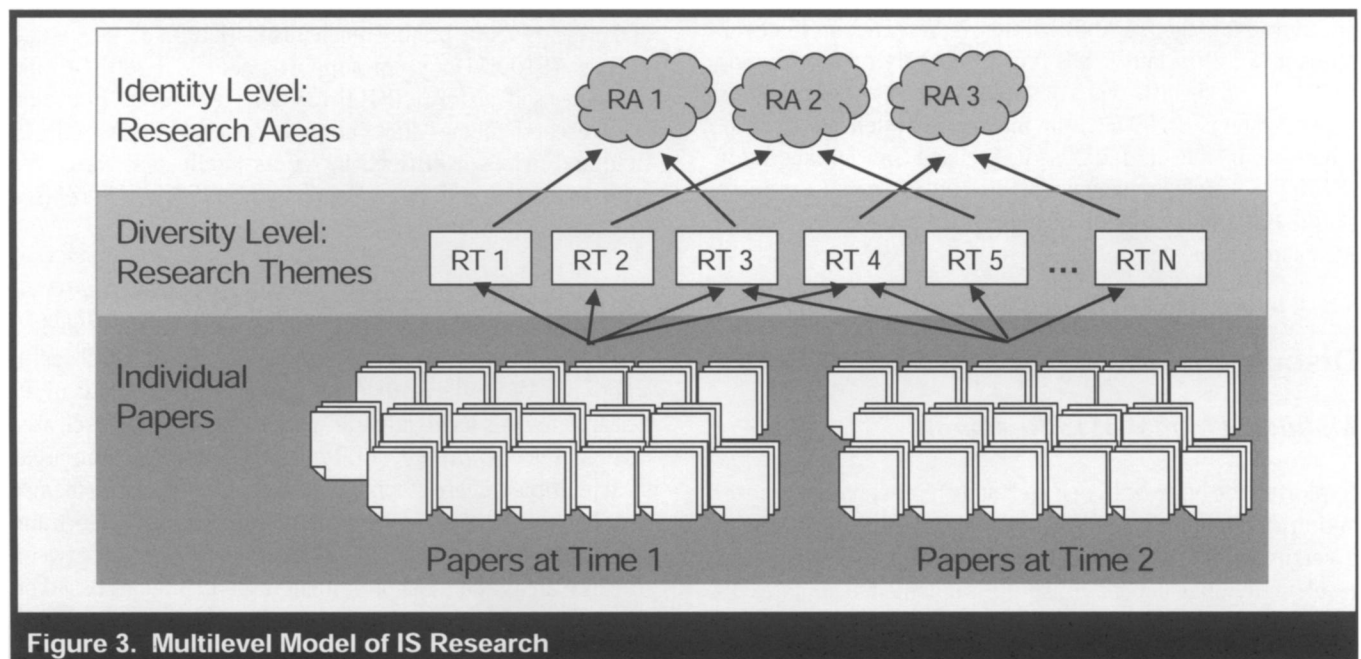 Identity Level:
Research Areas
RA 1
RA 2
RA 3
Diversity Level:
Research Themes
RT 1
RT 2
RT 3
RT 4
RT 5
...
RT N
Individual
Papers
Papers at Time 1
Papers at Time 2
Figure 3. Multilevel Model of IS Research